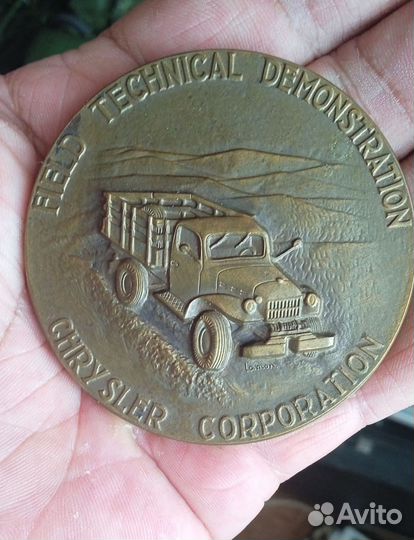 FIELD TECHNICAL DEMONSTRATION
CHRYSLER CORPORATION
Avito